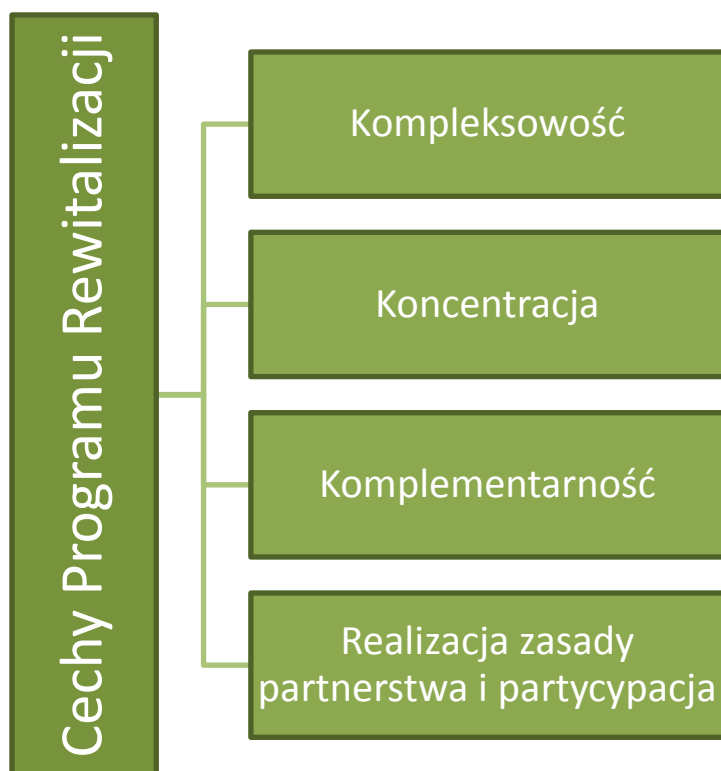 Cechy Programu Rewitalizacji
Kompleksowość
Koncentracja
Komplementarność
Realizacja zasady
partnerstwa i partycypacja